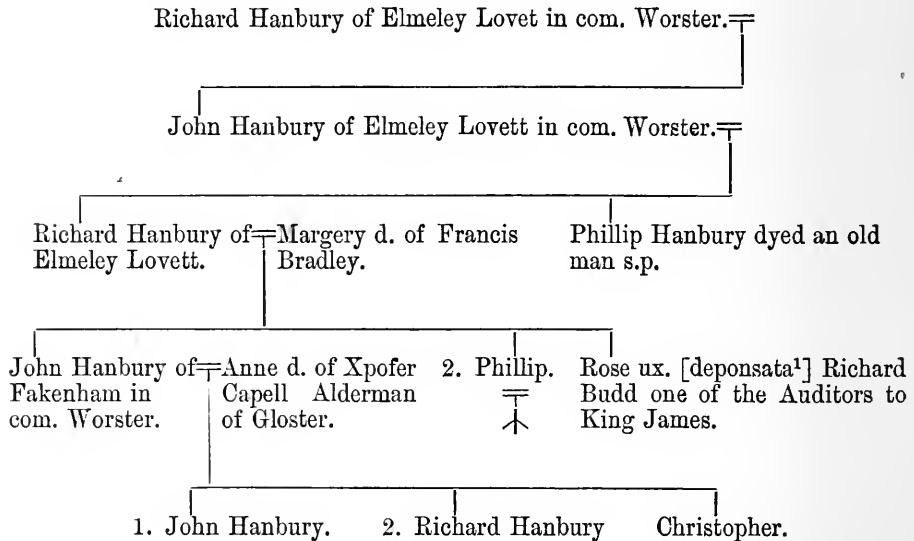 Richard Hanbury of Elmeley Lovet in com. Worster.
John Hanbury of Elmeley Lovett in com. Worster.
Richard Hanbury of
Elmeley Lovett.
Margery d. of Francis
Bradley.
Phillip Hanbury dyed an old
man s.p.
John Hanbury of
Fakenham in
com. Worster.
Anne d. of Xpofer
Capell Alderman
of Gloster.
2. Phillip.
Rose ux. [deponsata¹] Richard
Budd one of the Auditors to
King James.
1. John Hanbury.
2. Richard Hanbury
Christopher.